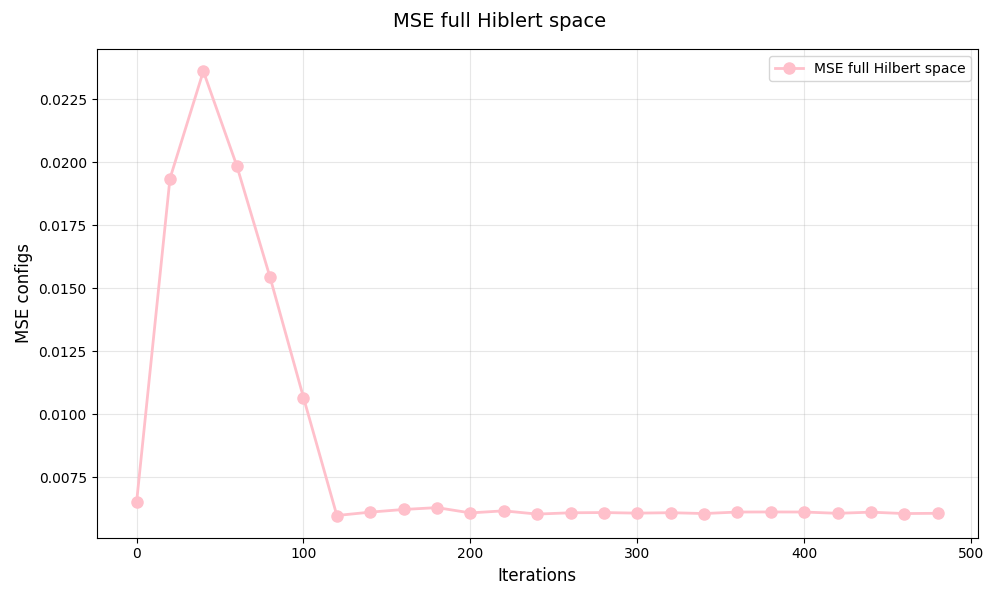 MSE full Hiblert space
MSE full Hilbert space
0.0225
0.0200
0.0175
0.0150
0.0125
0.0100
0.0075
MSE configs
0 100 200 300 400 500
Iterations